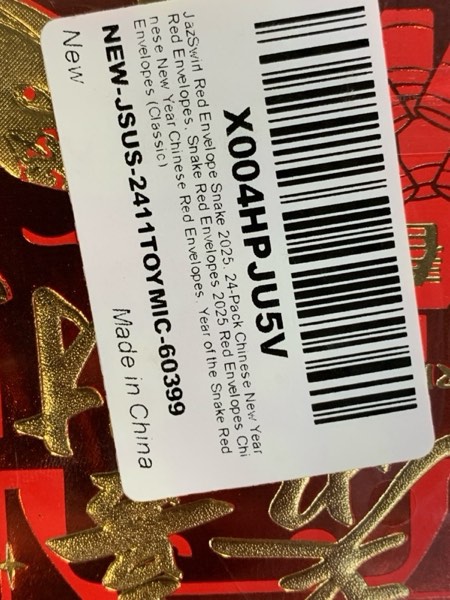 X004HPJU5V
JazSwirl Red Envelope Snake 2025, 24-Pack Chinese New Year
Red Envelopes, Snake Red Envelopes 2025 Red Envelopes Chi
nese New Year Chinese Red Envelopes, Year of the Snake Red
Envelopes (Classic)
NEW-JSUS-2411TOYMIC-60399
New
Made in China